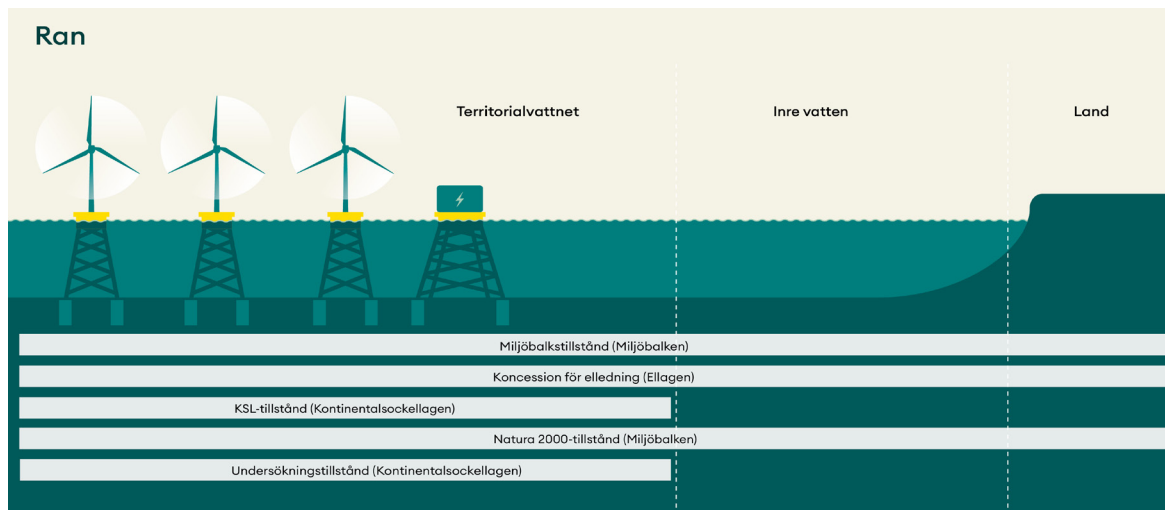 Ran
Territorialvattnet
Inre vatten
Land
Miljöbalkstillstånd (Miljöbalken)
Koncession för elledning (Ellagen)
KSL-tillstånd (Kontinentalsockellagen)
Natura 2000-tillstånd (Miljöbalken)
Undersökningstillstånd (Kontinentalsockellagen)